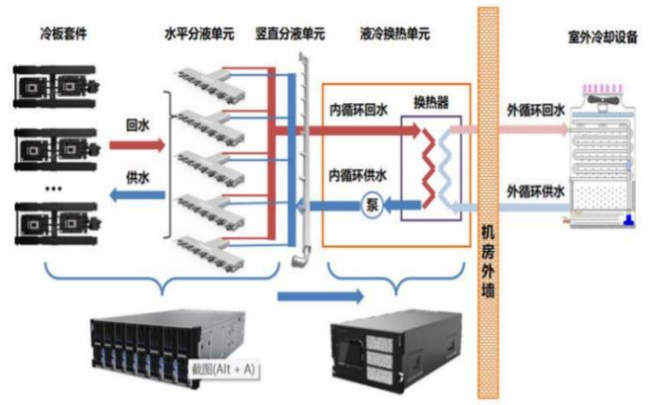 冷板套件
水平分液单元
竖直分液单元
液冷换热单元
室外冷却设备
回水
供水
...
内循环回水
换热器
内循环供水
泵
外循环回水
外循环供水
机房外墙
截图(Alt + A)